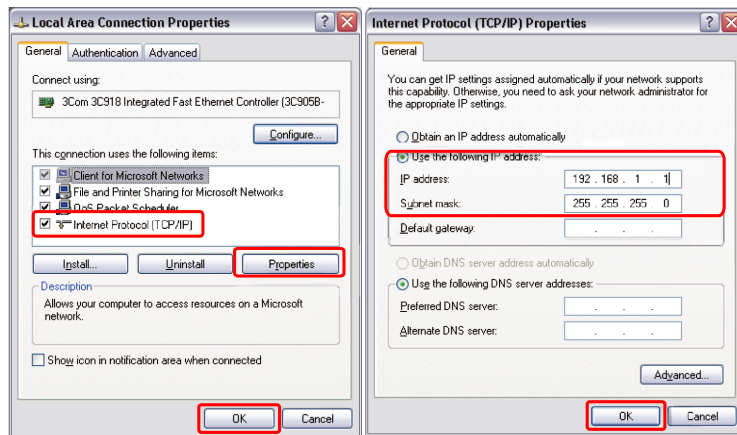 Local Area Connection Properties
General Authentication Advanced
Connect using:
3Com 3C918 Integrated Fast Ethernet Controller (3C905B-
Configure...
This connection uses the following items:
Client for Microsoft Networks
File and Printer Sharing for Microsoft Networks
QoS Packet Scheduler
Internet Protocol (TCP/IP)
Install... Uninstall Properties
Description
Allows your computer to access resources on a Microsoft
network.
Show icon in notification area when connected
OK Cancel
Internet Protocol (TCP/IP) Properties
General
You can get IP settings assigned automatically if your network supports
this capability. Otherwise, you need to ask your network administrator for
the appropriate IP settings.
Obtain an IP address automatically
Use the following IP address:
IP address: 192 . 168 . 1 . 1
Subnet mask: 255 . 255 . 255 . 0
Default gateway: . . .
Obtain DNS server address automatically
Use the following DNS server addresses:
Preferred DNS server: . . .
Alternate DNS server: . . .
Advanced...
OK Cancel